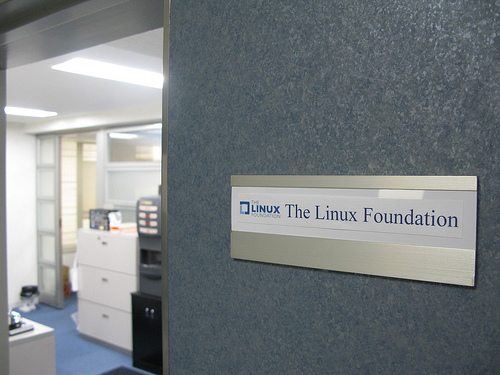 THE
LINUX
FOUNDATION
The Linux Foundation